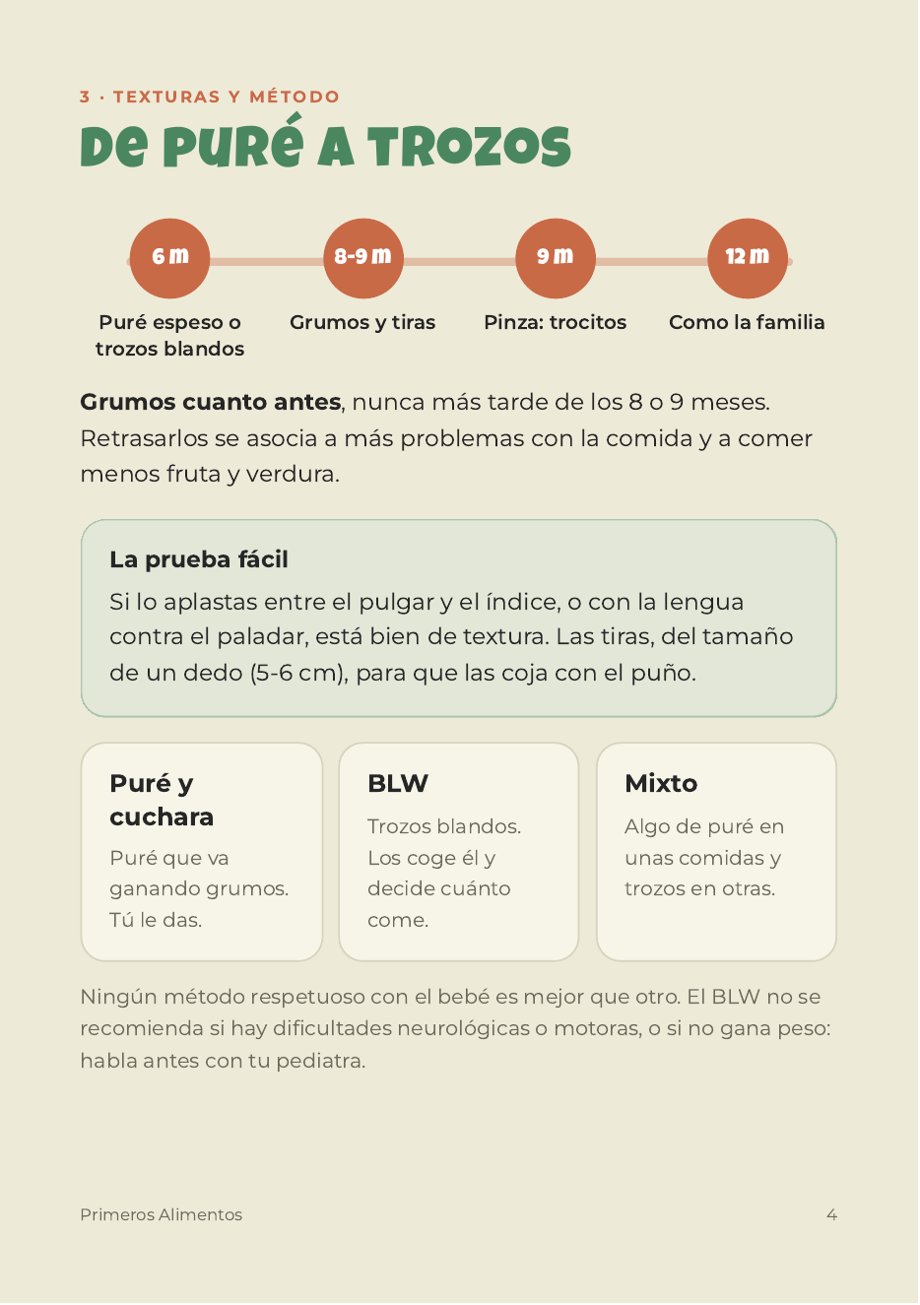 3 · TEXTURAS Y MÉTODO
De PURé A TROZOS
6 m
8-9 m
9 m
12 m
Puré espeso o
trozos blandos
Grumos y tiras
Pinza: trocitos
Como la familia
Grumos cuanto antes, nunca más tarde de los 8 o 9 meses.
Retrasarlos se asocia a más problemas con la comida y a comer
menos fruta y verdura.
La prueba fácil
Si lo aplastas entre el pulgar y el índice, o con la lengua
contra el paladar, está bien de textura. Las tiras, del tamaño
de un dedo (5-6 cm), para que las coja con el puño.
Puré y
cuchara
Puré que va
ganando grumos.
Tú le das.
BLW
Trozos blandos.
Los coge él y
decide cuánto
come.
Mixto
Algo de puré en
unas comidas y
trozos en otras.
Ningún método respetuoso con el bebé es mejor que otro. El BLW no se
recomienda si hay dificultades neurológicas o motoras, o si no gana peso:
habla antes con tu pediatra.
Primeros Alimentos
4